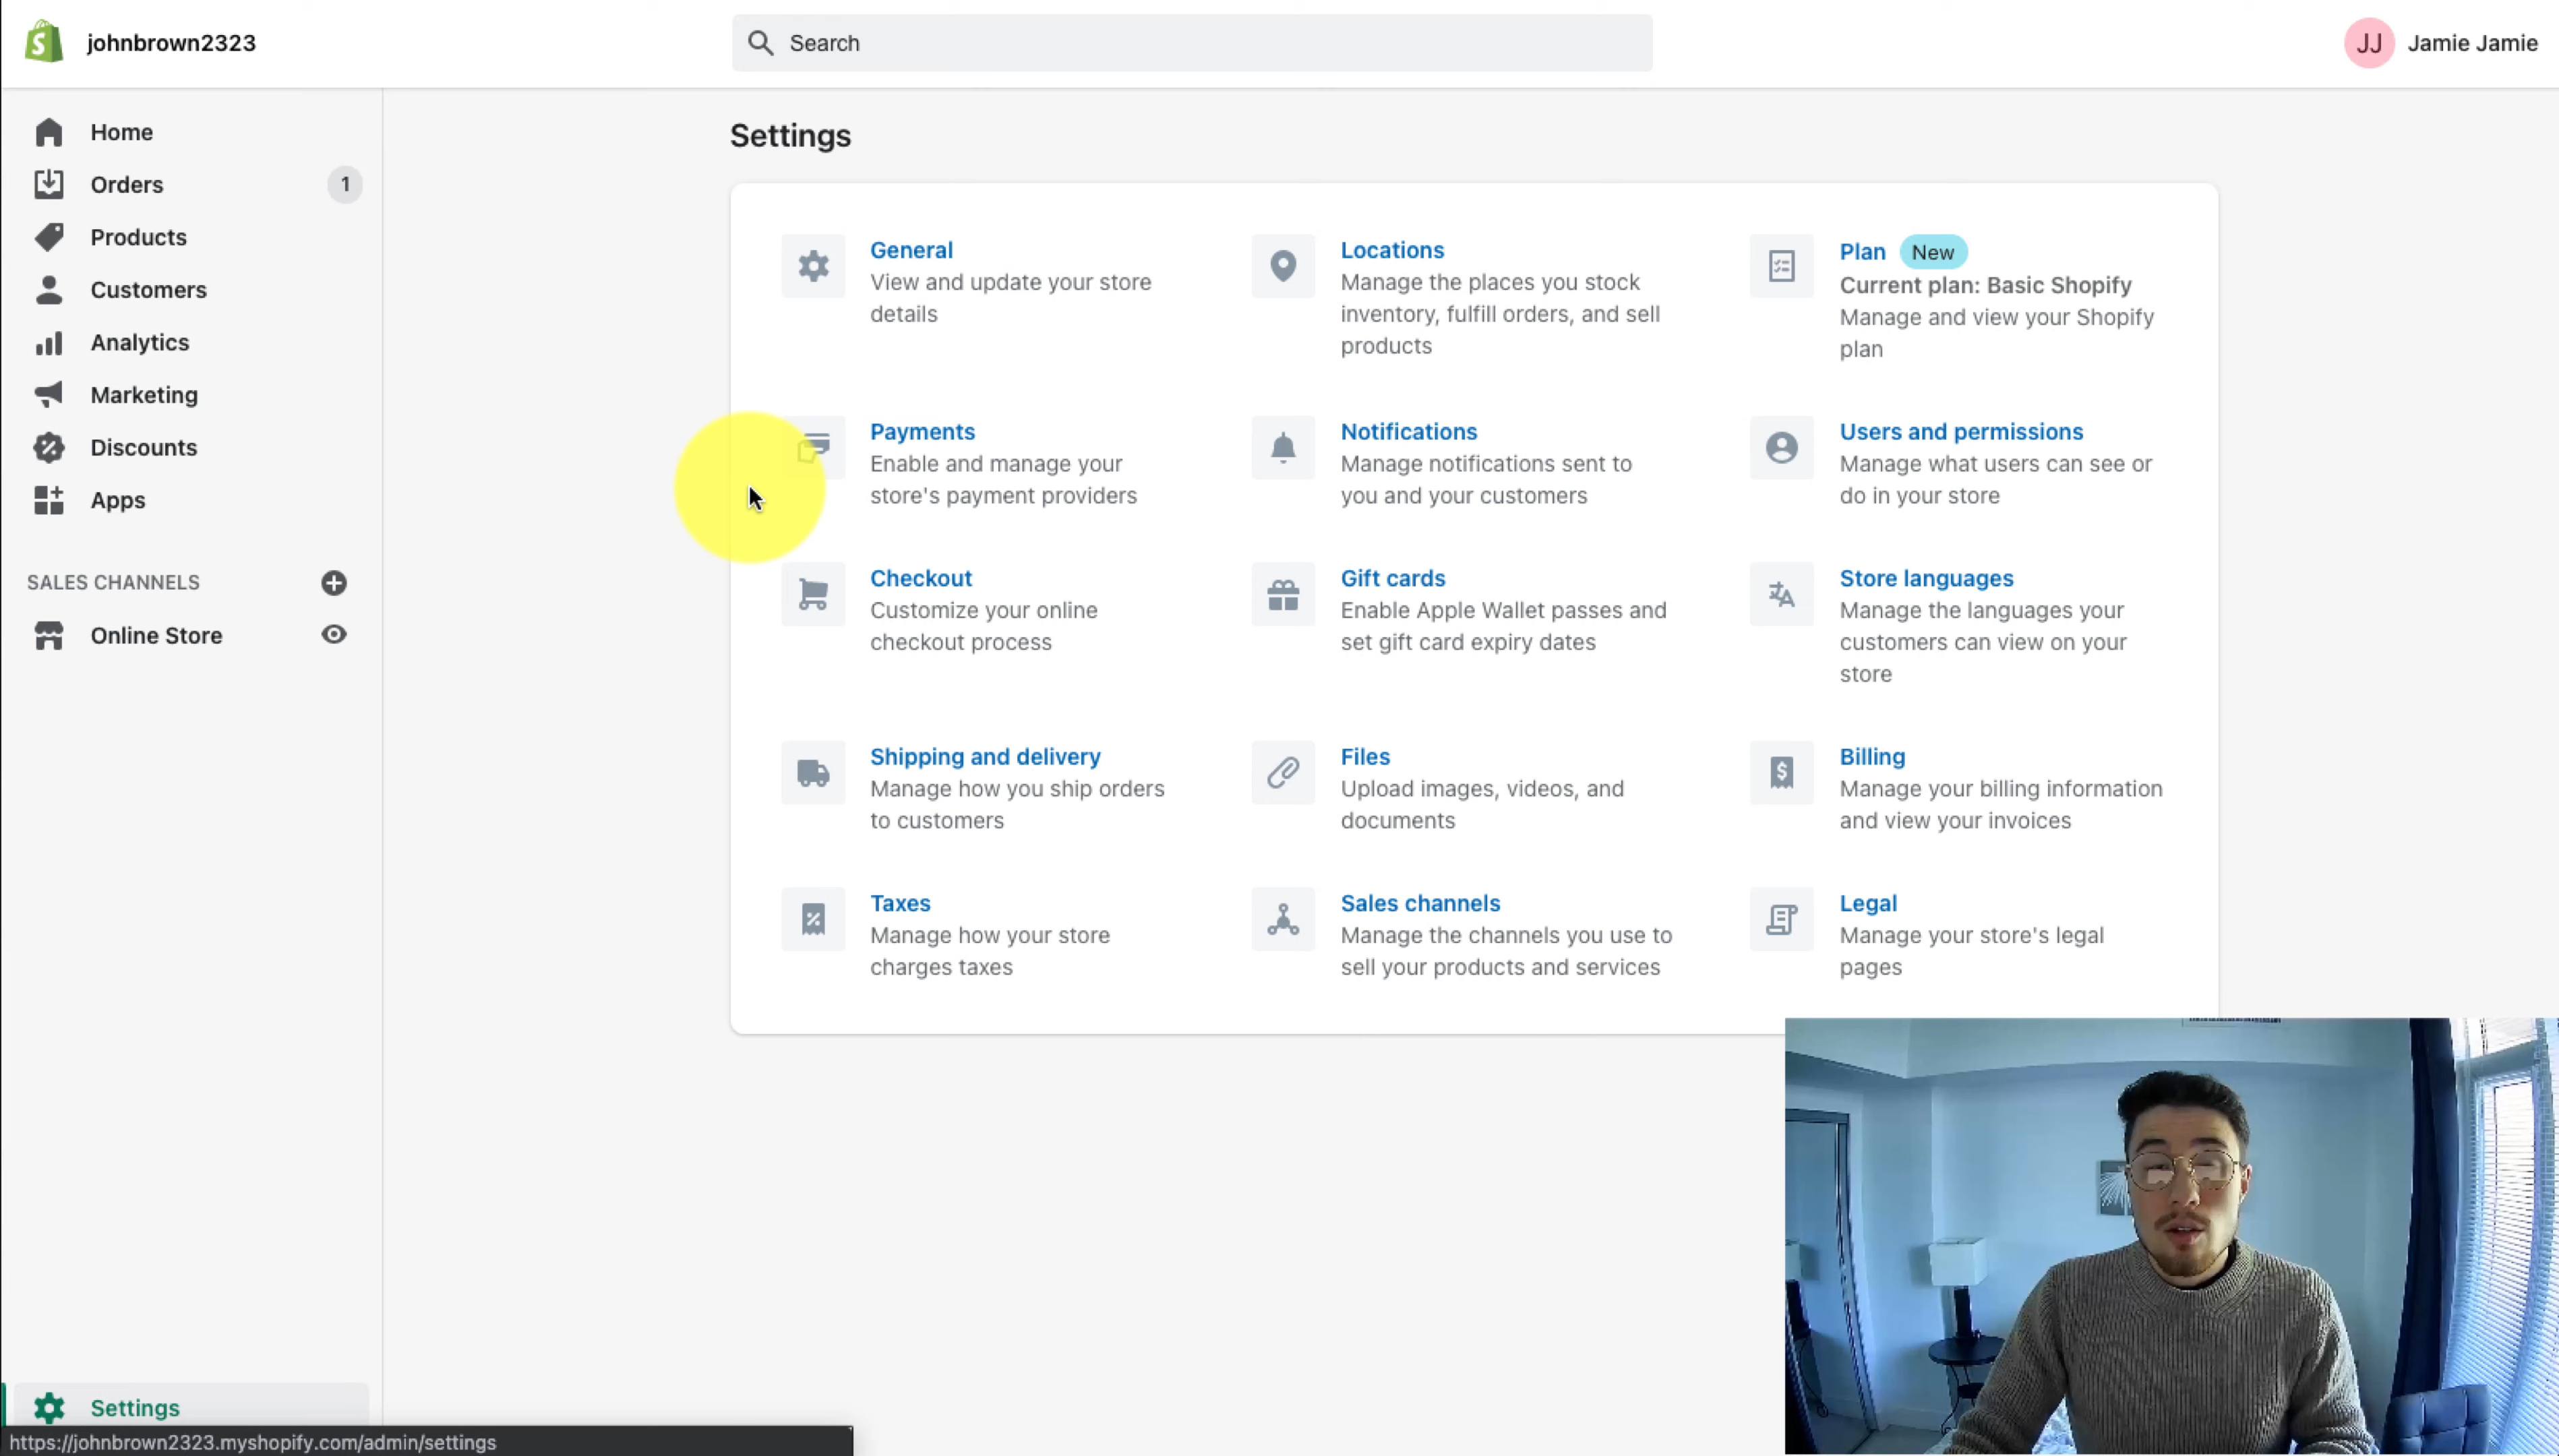 johnbrown2323
Search
JJ Jamie Jamie
Home
Orders 1
Products
Customers
Analytics
Marketing
Discounts
Apps
SALES CHANNELS
Online Store
Settings
https://johnbrown2323.myshopify.com/admin/settings
Settings
General
View and update your store
details
Locations
Manage the places you stock
inventory, fulfill orders, and sell
products
Plan New
Current plan: Basic Shopify
Manage and view your Shopify
plan
Payments
Enable and manage your
store's payment providers
Notifications
Manage notifications sent to
you and your customers
Users and permissions
Manage what users can see or
do in your store
Checkout
Customize your online
checkout process
Gift cards
Enable Apple Wallet passes and
set gift card expiry dates
Store languages
Manage the languages your
customers can view on your
store
Shipping and delivery
Manage how you ship orders
to customers
Files
Upload images, videos, and
documents
Billing
Manage your billing information
and view your invoices
Taxes
Manage how your store
charges taxes
Sales channels
Manage the channels you use to
sell your products and services
Legal
Manage your store's legal
pages